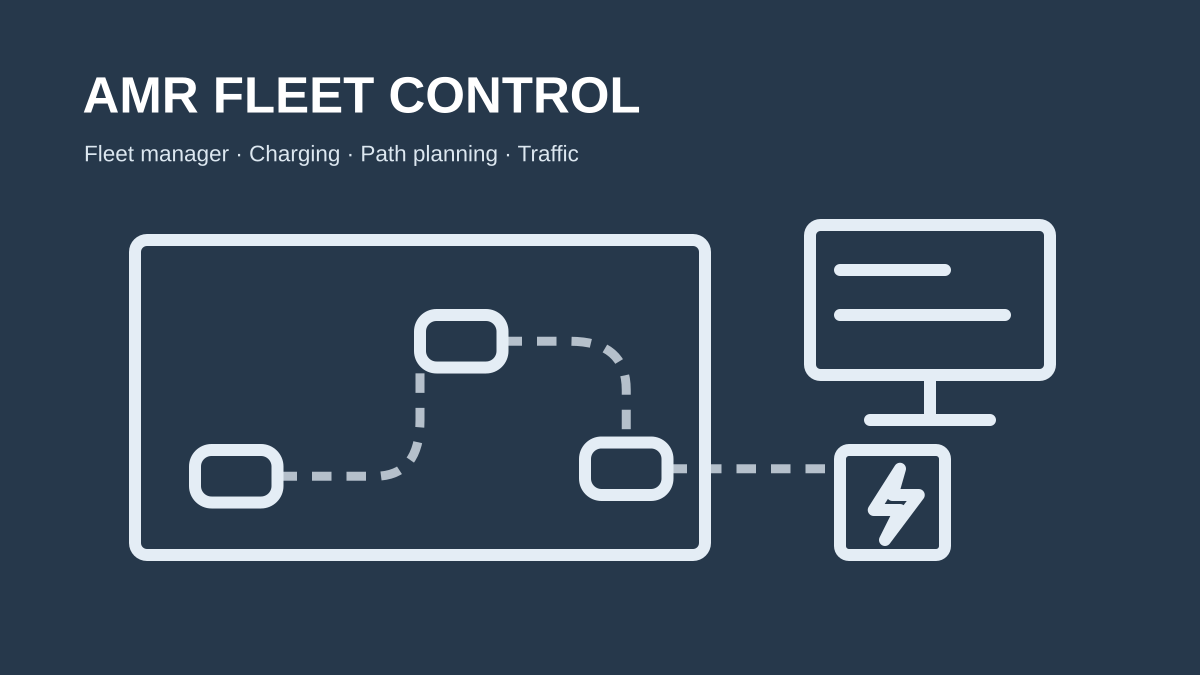 AMR FLEET CONTROL
Fleet manager · Charging · Path planning · Traffic